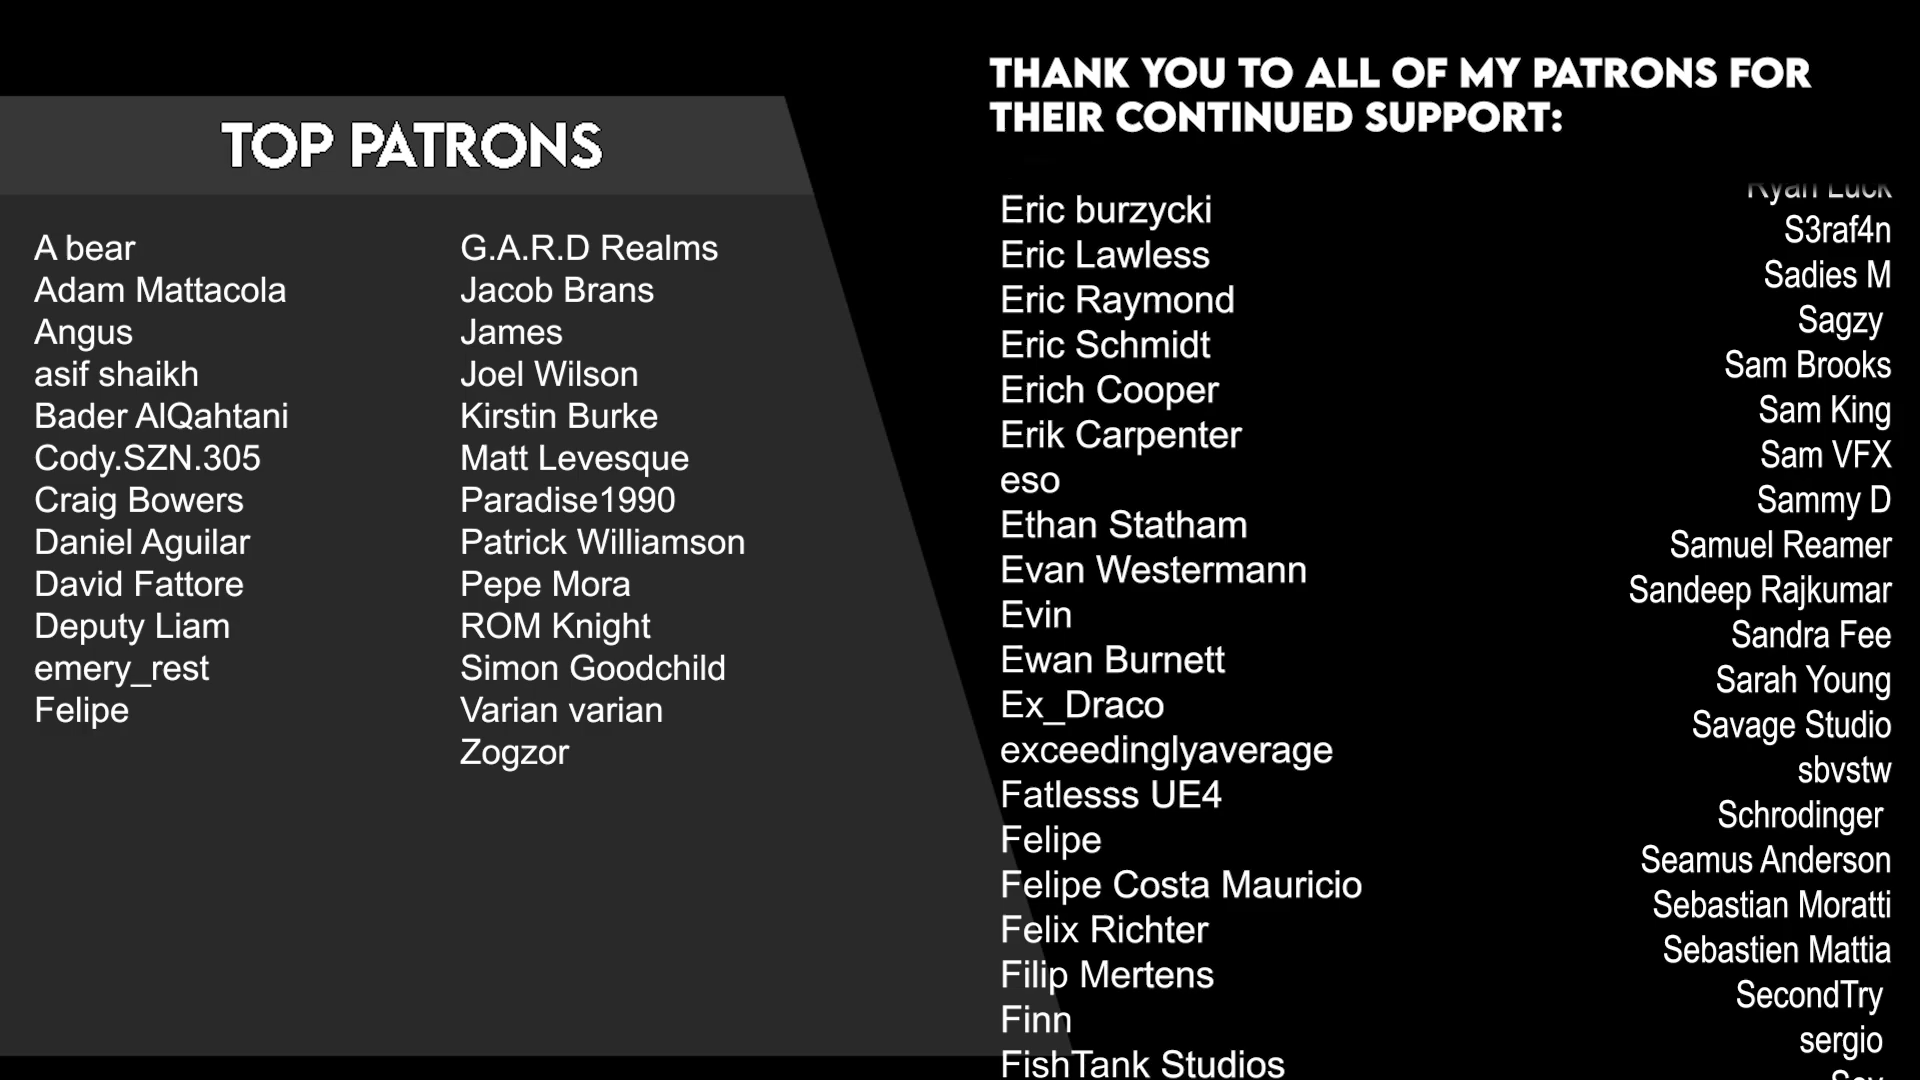 TOP PATRONS
A bear
Adam Mattacola
Angus
asif shaikh
Bader AlQahtani
Cody.SZN.305
Craig Bowers
Daniel Aguilar
David Fattore
Deputy Liam
emery_rest
Felipe
G.A.R.D Realms
Jacob Brans
James
Joel Wilson
Kirstin Burke
Matt Levesque
Paradise1990
Patrick Williamson
Pepe Mora
ROM Knight
Simon Goodchild
Varian varian
Zogzor
THANK YOU TO ALL OF MY PATRONS FOR
THEIR CONTINUED SUPPORT:
Eric burzycki
Eric Lawless
Eric Raymond
Eric Schmidt
Erich Cooper
Erik Carpenter
eso
Ethan Statham
Evan Westermann
Evin
Ewan Burnett
Ex_Draco
exceedinglyaverage
Fatlesss UE4
Felipe
Felipe Costa Mauricio
Felix Richter
Filip Mertens
Finn
FishTank Studios
Ryan Luck
S3raf4n
Sadies M
Sagzy
Sam Brooks
Sam King
Sam VFX
Sammy D
Samuel Reamer
Sandeep Rajkumar
Sandra Fee
Sarah Young
Savage Studio
sbvstw
Schrodinger
Seamus Anderson
Sebastian Moratti
Sebastien Mattia
SecondTry
sergio